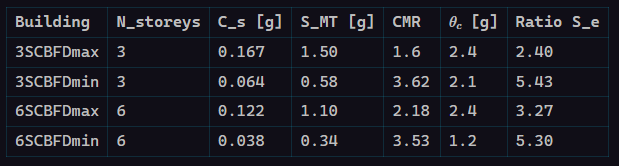 Building N_storeys C_s [g] S_MT [g] CMR θ_c [g] Ratio S_e
3SCBFDmax 3 0.167 1.50 1.6 2.4 2.40
3SCBFDmin 3 0.064 0.58 3.62 2.1 5.43
6SCBFDmax 6 0.122 1.10 2.18 2.4 3.27
6SCBFDmin 6 0.038 0.34 3.53 1.2 5.30